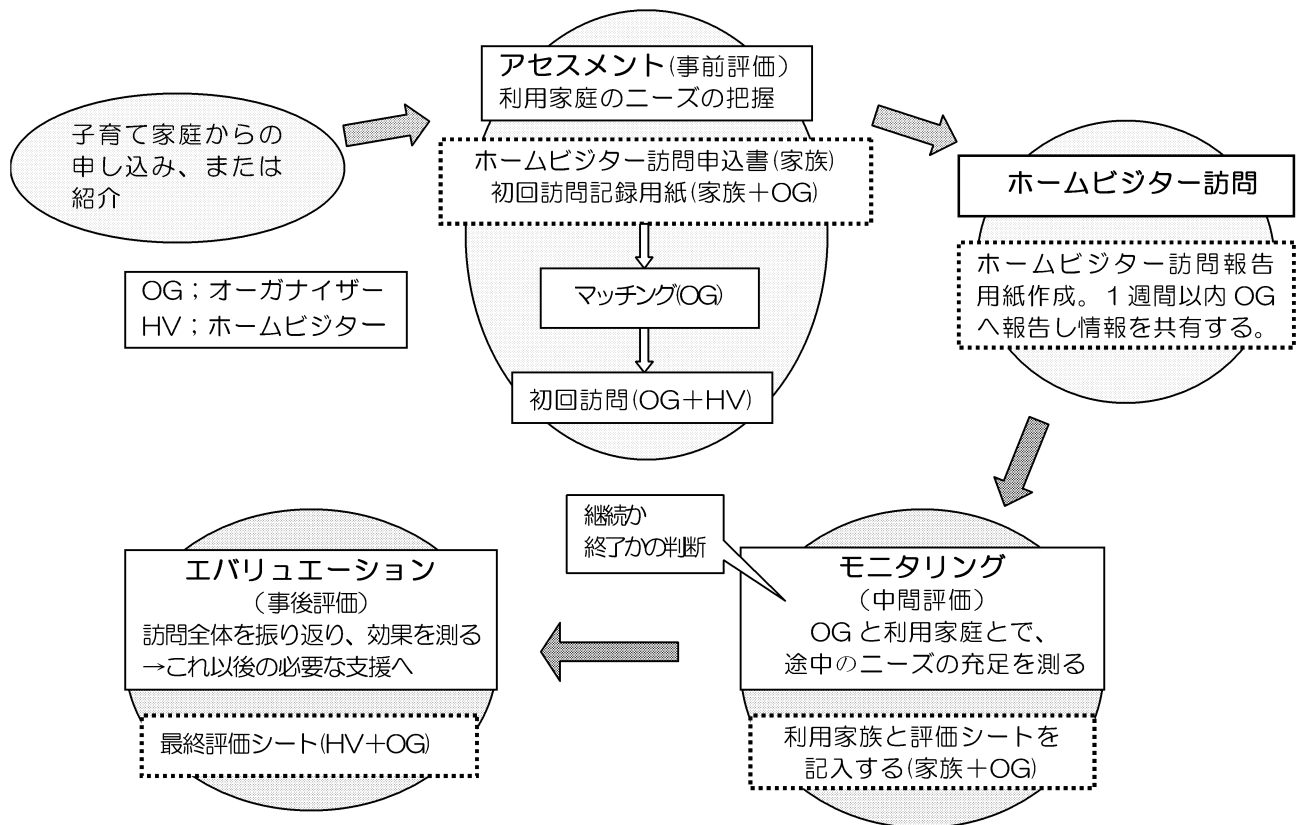 子育て家庭からの
申し込み、または
紹介
OG；オーガナイザー
HV；ホームビジター
アセスメント(事前評価）
利用家庭のニーズの把握
ホームビジター訪問申込書(家族)
初回訪問記録用紙(家族＋OG)
マッチング(OG)
初回訪問(OG＋HV)
ホームビジター訪問
ホームビジター訪問報告
用紙作成。１週間以内 OG
へ報告し情報を共有する。
継続か
終了かの判断
モニタリング
（中間評価）
OG と利用家庭とで、
途中のニーズの充足を測る
利用家族と評価シートを
記入する(家族＋OG)
エバリュエーション
（事後評価）
訪問全体を振り返り、効果を測る
→これ以後の必要な支援へ
最終評価シート(HV＋OG)